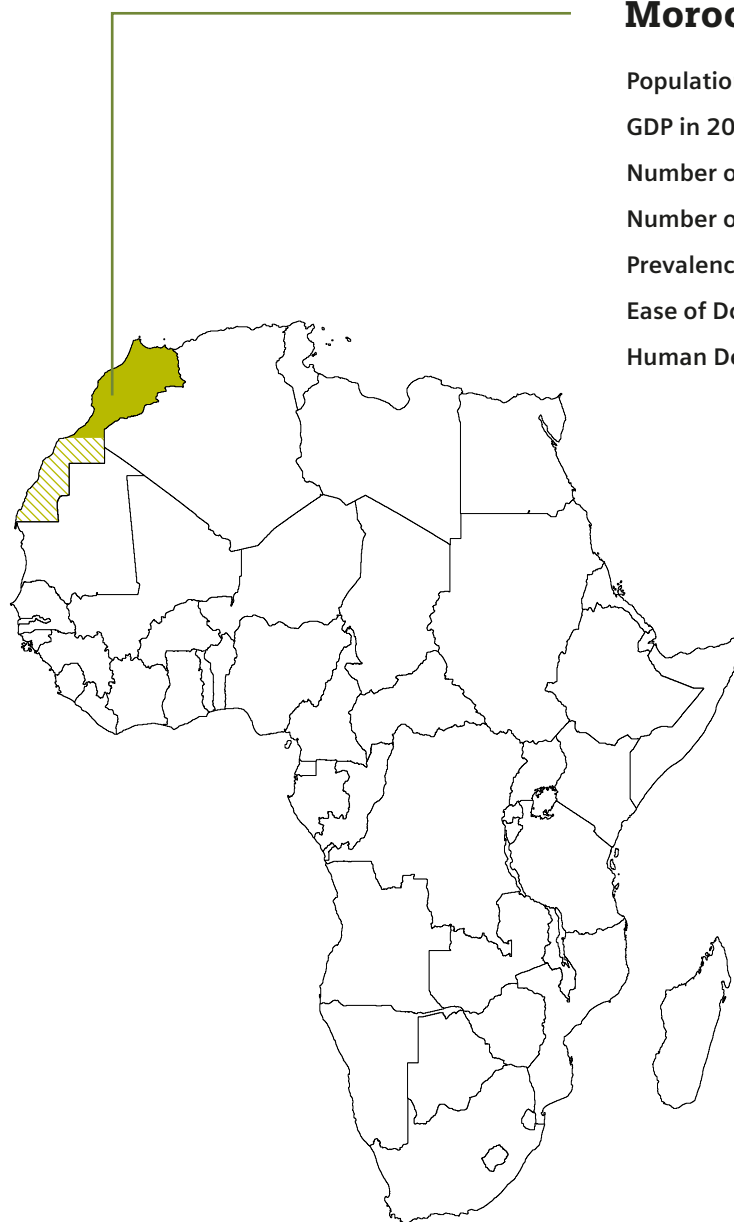 Moroc
Populatio
GDP in 20
Number o
Number o
Prevalenc
Ease of Do
Human De